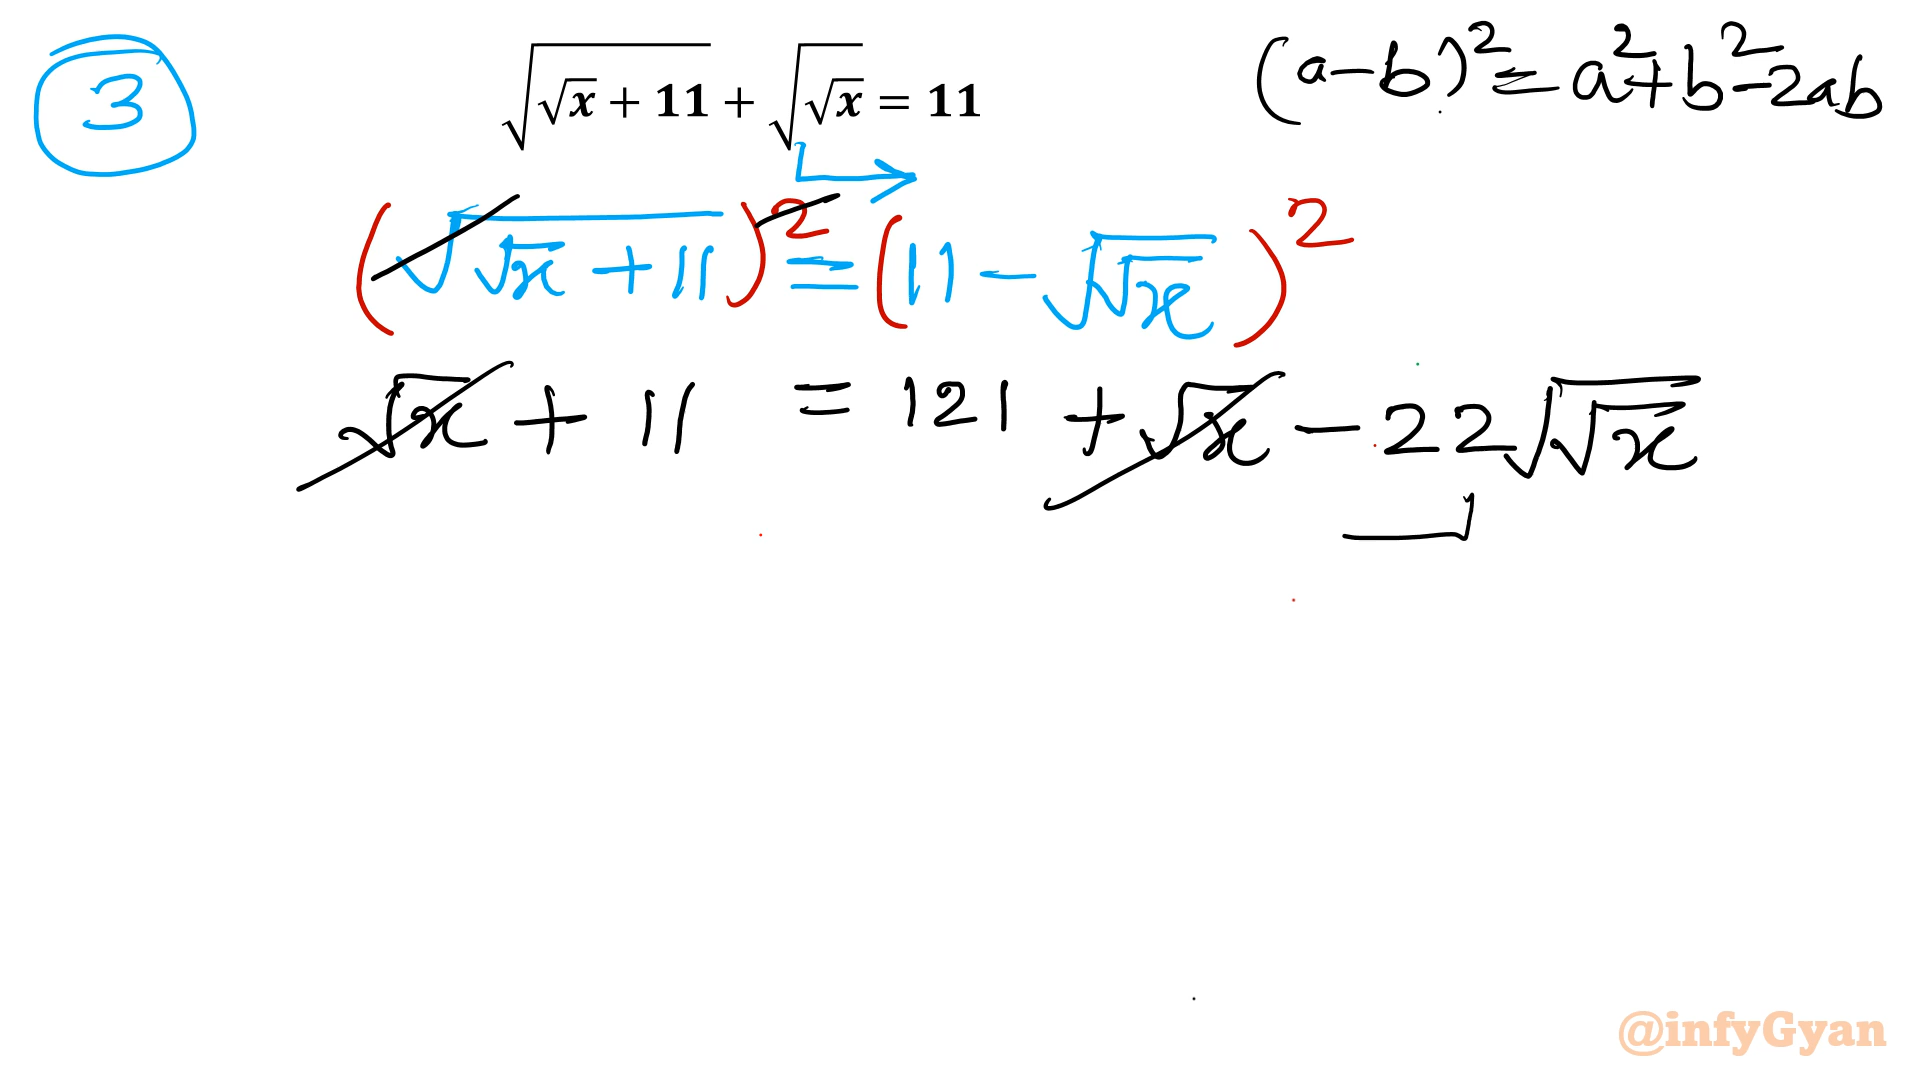 3
√(√x + 11) + √(√x) = 11
(a-b)² = a²+b²-2ab
(√(√x + 11))² = (11 - √(√x))²
√x + 11 = 121 + √x - 22√(√x)
@infyGyan